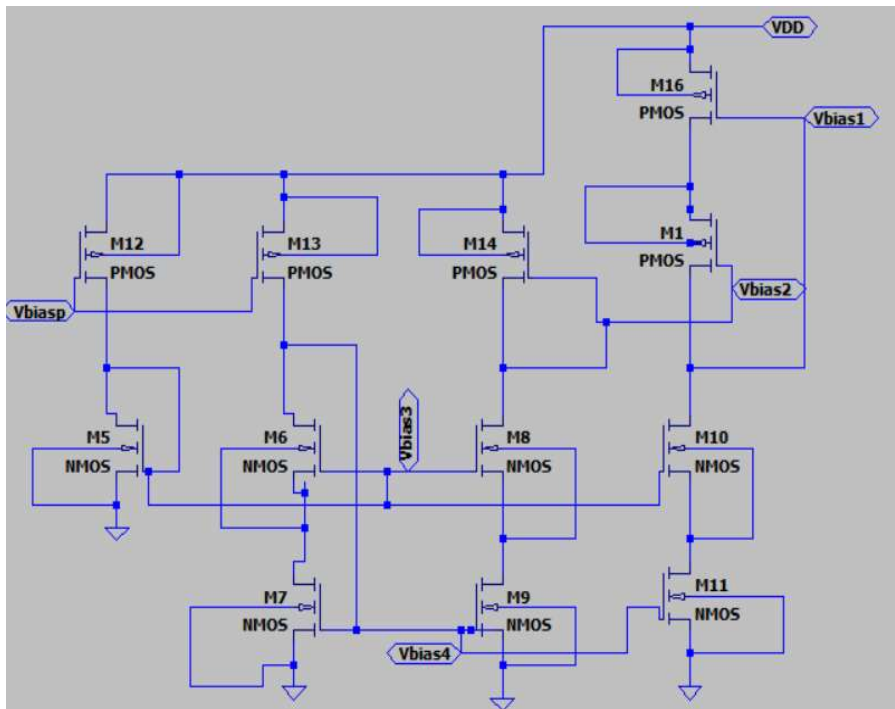 VDD
M16
PMOS
Vbias1
M12
PMOS
M13
PMOS
M14
PMOS
M1
PMOS
Vbiasp
Vbias2
M5
NMOS
M6
NMOS
Vbias3
M8
NMOS
M10
NMOS
M7
NMOS
M9
NMOS
M11
NMOS
Vbias4